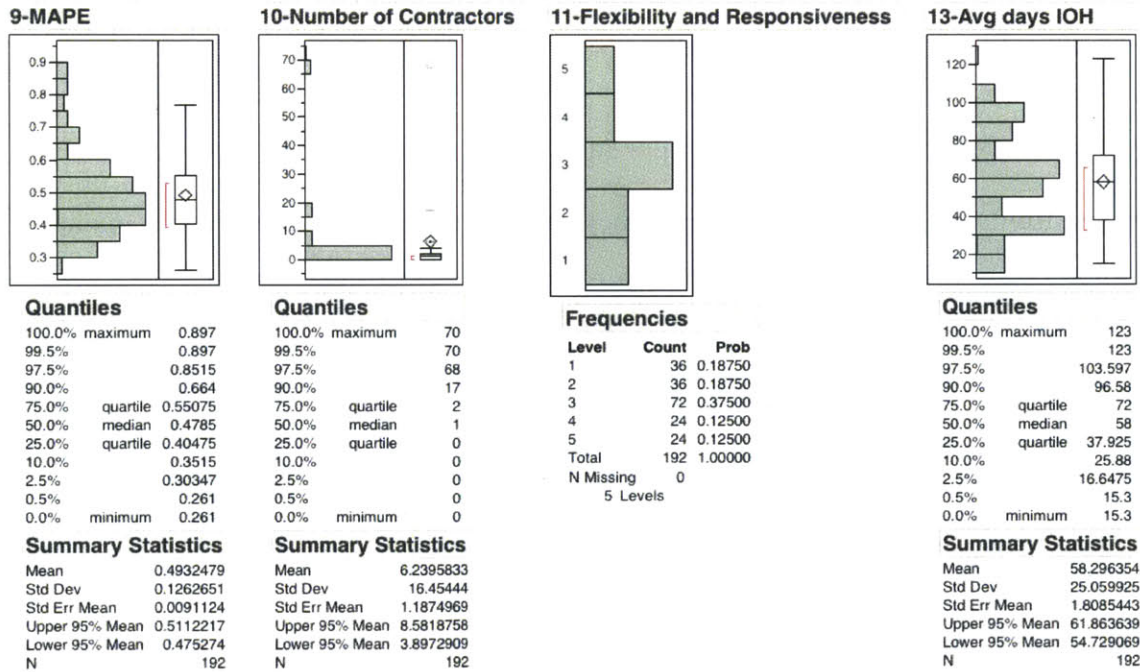 9-MAPE
0.9
0.8
0.7
0.6
0.5
0.4
0.3
Quantiles
100.0% maximum 0.897
99.5% 0.897
97.5% 0.8515
90.0% 0.664
75.0% quartile 0.55075
50.0% median 0.4785
25.0% quartile 0.40475
10.0% 0.3515
2.5% 0.30347
0.5% 0.261
0.0% minimum 0.261
Summary Statistics
Mean 0.4932479
Std Dev 0.1262651
Std Err Mean 0.0091124
Upper 95% Mean 0.5112217
Lower 95% Mean 0.475274
N 192
10-Number of Contractors
70
60
50
40
30
20
10
0
Quantiles
100.0% maximum 70
99.5% 70
97.5% 68
90.0% 17
75.0% quartile 2
50.0% median 1
25.0% quartile 0
10.0% 0
2.5% 0
0.5% 0
0.0% minimum 0
Summary Statistics
Mean 6.2395833
Std Dev 16.45444
Std Err Mean 1.1874969
Upper 95% Mean 8.5818758
Lower 95% Mean 3.8972909
N 192
11-Flexibility and Responsiveness
5
4
3
2
1
Frequencies
Level Count Prob
1 36 0.18750
2 36 0.18750
3 72 0.37500
4 24 0.12500
5 24 0.12500
Total 192 1.00000
N Missing 0
5 Levels
13-Avg days IOH
120
100
80
60
40
20
Quantiles
100.0% maximum 123
99.5% 123
97.5% 103.597
90.0% 96.58
75.0% quartile 72
50.0% median 58
25.0% quartile 37.925
10.0% 25.88
2.5% 16.6475
0.5% 15.3
0.0% minimum 15.3
Summary Statistics
Mean 58.296354
Std Dev 25.059925
Std Err Mean 1.8085443
Upper 95% Mean 61.863639
Lower 95% Mean 54.729069
N 192